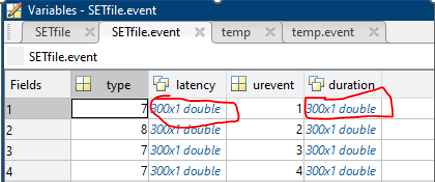 Variables - SETfile.event
SETfile SETfile.event temp temp.event
SETfile.event
Fields type latency urevent duration
1 7 300x1 double 1 300x1 double
2 8 300x1 double 2 300x1 double
3 7 300x1 double 3 300x1 double
4 7 300x1 double 4 300x1 double